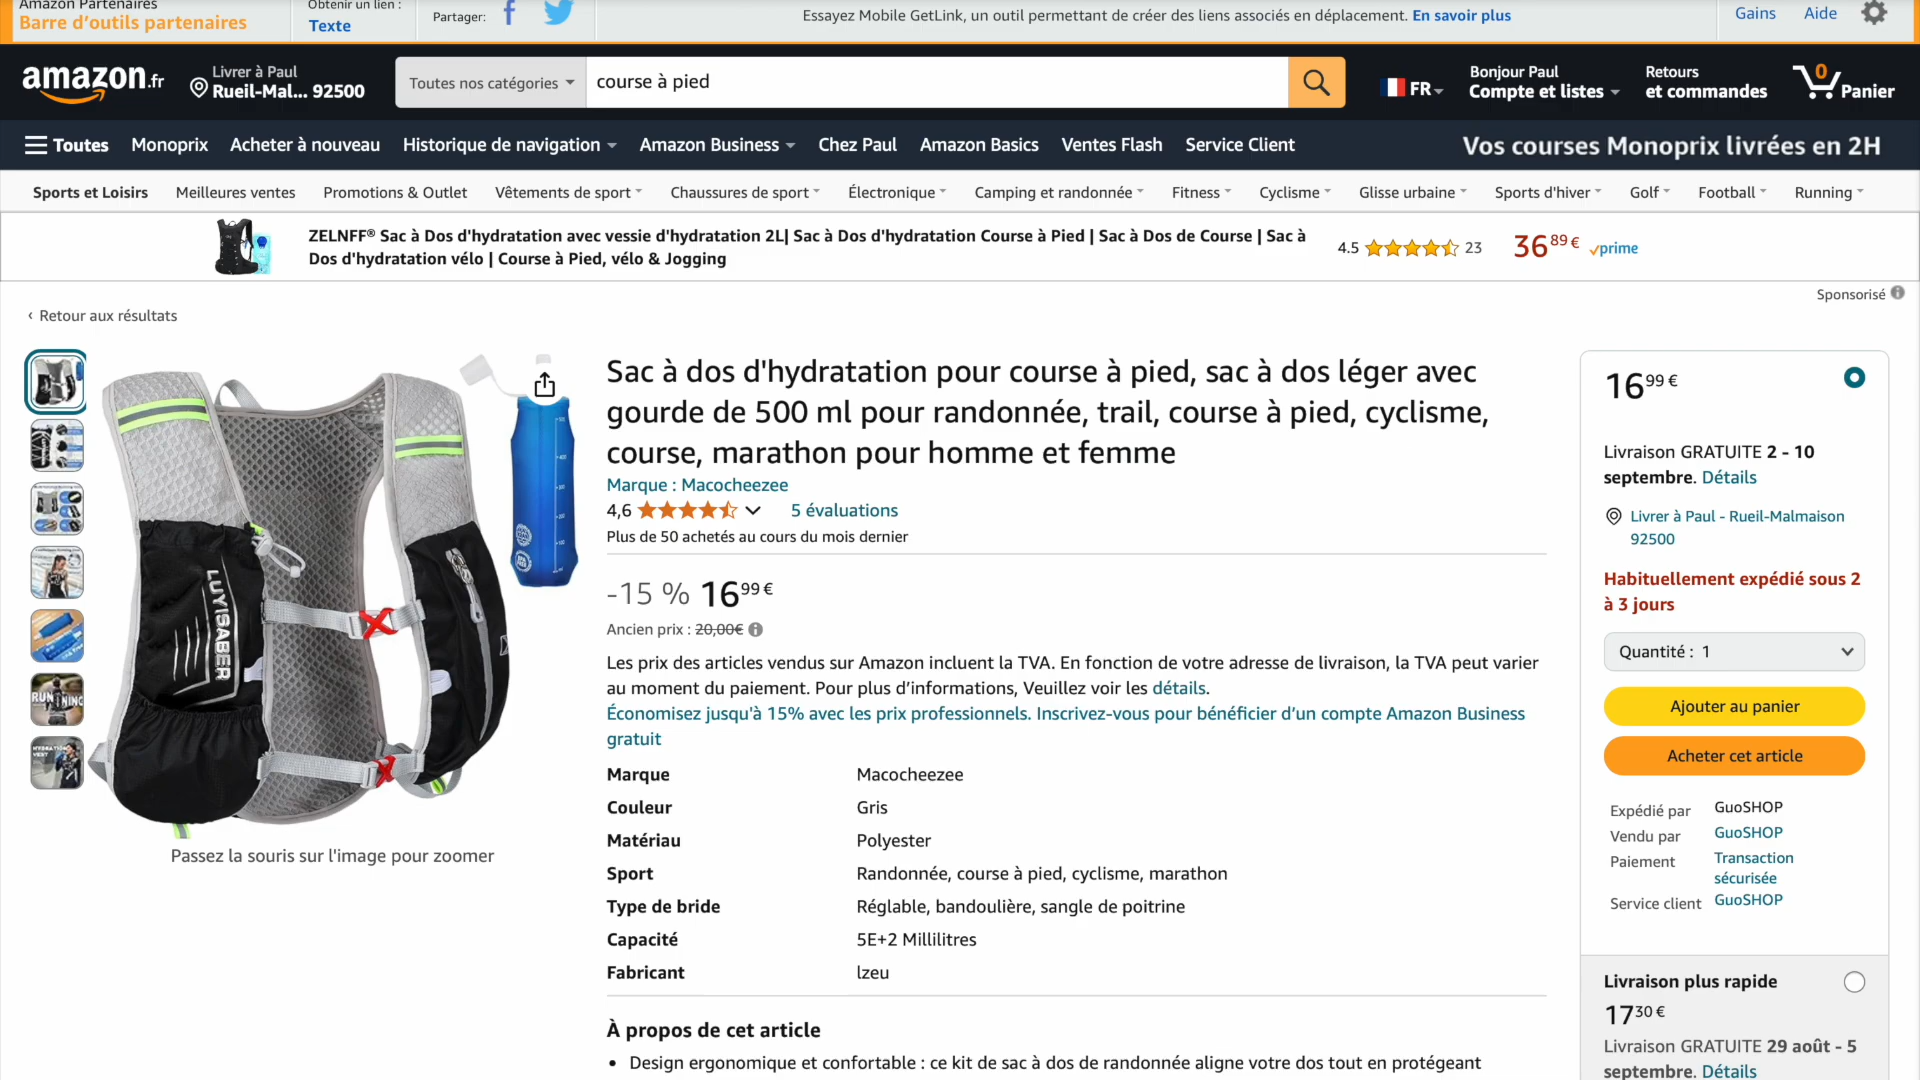 Amazon Partenaires
Barre d’outils partenaires
Obtenir un lien :
Texte
Partager:
Essayez Mobile GetLink, un outil permettant de créer des liens associés en déplacement. En savoir plus
Gains
Aide
amazon.fr
Livrer à Paul
Rueil-Mal... 92500
Toutes nos catégories
course à pied
FR
Bonjour Paul
Compte et listes
Retours
et commandes
0
Panier
Toutes
Monoprix
Acheter à nouveau
Historique de navigation
Amazon Business
Chez Paul
Amazon Basics
Ventes Flash
Service Client
Vos courses Monoprix livrées en 2H
Sports et Loisirs
Meilleures ventes
Promotions & Outlet
Vêtements de sport
Chaussures de sport
Électronique
Camping et randonnée
Fitness
Cyclisme
Glisse urbaine
Sports d'hiver
Golf
Football
Running
ZELNFF® Sac à Dos d'hydratation avec vessie d'hydratation 2L| Sac à Dos d'hydratation Course à Pied | Sac à Dos de Course | Sac à
Dos d'hydratation vélo | Course à Pied, vélo & Jogging
4.5
23
36 89 €
prime
Sponsorisé
‹ Retour aux résultats
LUYISABER
RUNNING
HYDRATION
VEST
Passez la souris sur l'image pour zoomer
Sac à dos d'hydratation pour course à pied, sac à dos léger avec
gourde de 500 ml pour randonnée, trail, course à pied, cyclisme,
course, marathon pour homme et femme
Marque : Macocheezee
4,6
5 évaluations
Plus de 50 achetés au cours du mois dernier
-15 % 16 99 €
Ancien prix : 20,00€
Les prix des articles vendus sur Amazon incluent la TVA. En fonction de votre adresse de livraison, la TVA peut varier
au moment du paiement. Pour plus d’informations, Veuillez voir les détails.
Économisez jusqu'à 15% avec les prix professionnels. Inscrivez-vous pour bénéficier d’un compte Amazon Business
gratuit
Marque Macocheezee
Couleur Gris
Matériau Polyester
Sport Randonnée, course à pied, cyclisme, marathon
Type de bride Réglable, bandoulière, sangle de poitrine
Capacité 5E+2 Millilitres
Fabricant lzeu
À propos de cet article
• Design ergonomique et confortable : ce kit de sac à dos de randonnée aligne votre dos tout en protégeant
16 99 €
Livraison GRATUITE 2 - 10
septembre. Détails
Livrer à Paul - Rueil-Malmaison
92500
Habituellement expédié sous 2
à 3 jours
Quantité : 1
Ajouter au panier
Acheter cet article
Expédié par GuoSHOP
Vendu par GuoSHOP
Paiement Transaction
sécurisée
Service client GuoSHOP
Livraison plus rapide
17 30 €
Livraison GRATUITE 29 août - 5
septembre. Détails